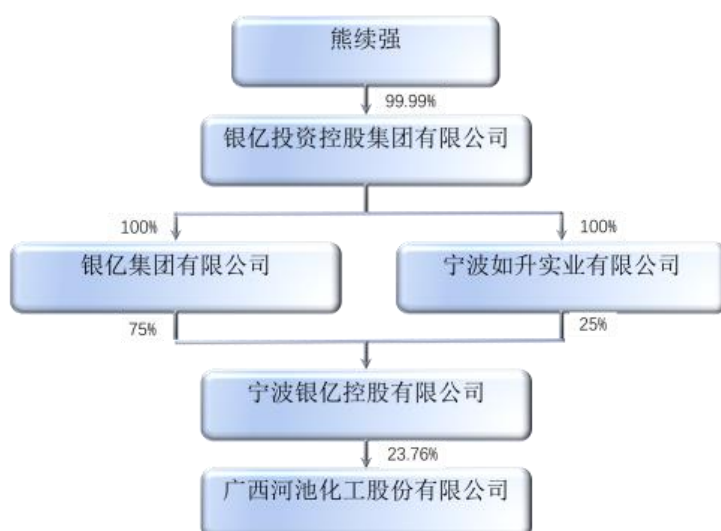 熊续强
99.99%
银亿投资控股集团有限公司
100%
100%
银亿集团有限公司
宁波如升实业有限公司
75%
25%
宁波银亿控股有限公司
23.76%
广西河池化工股份有限公司